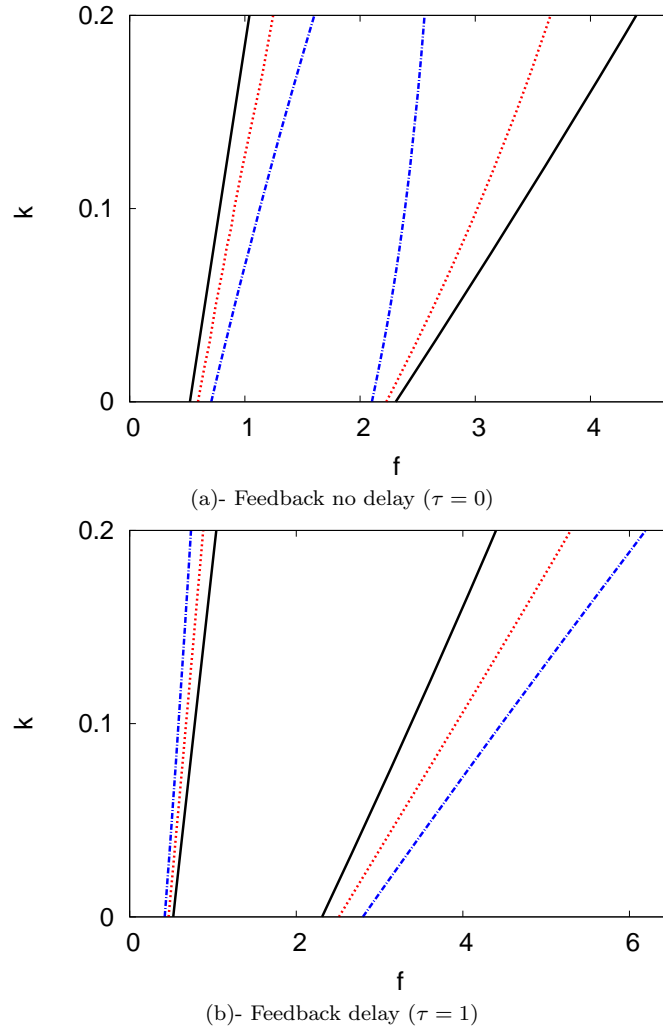 0.2
0.1
k
0
0 1 2 3 4
f
(a)- Feedback no delay (τ = 0)
0.2
0.1
k
0
0 2 4 6
f
(b)- Feedback delay (τ = 1)